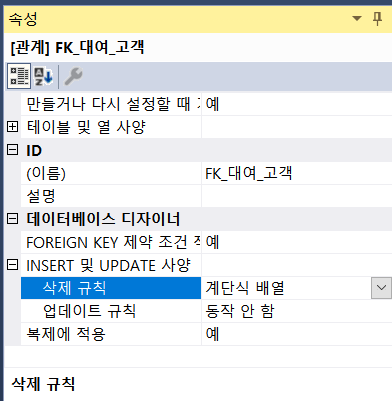 속성
[관계] FK_대여_고객
만들거나 다시 설정할 때 예
테이블 및 열 사양
ID
(이름) FK_대여_고객
설명
데이터베이스 디자이너
FOREIGN KEY 제약 조건 예
INSERT 및 UPDATE 사양
삭제 규칙 계단식 배열
업데이트 규칙 동작 안 함
복제에 적용 예
삭제 규칙